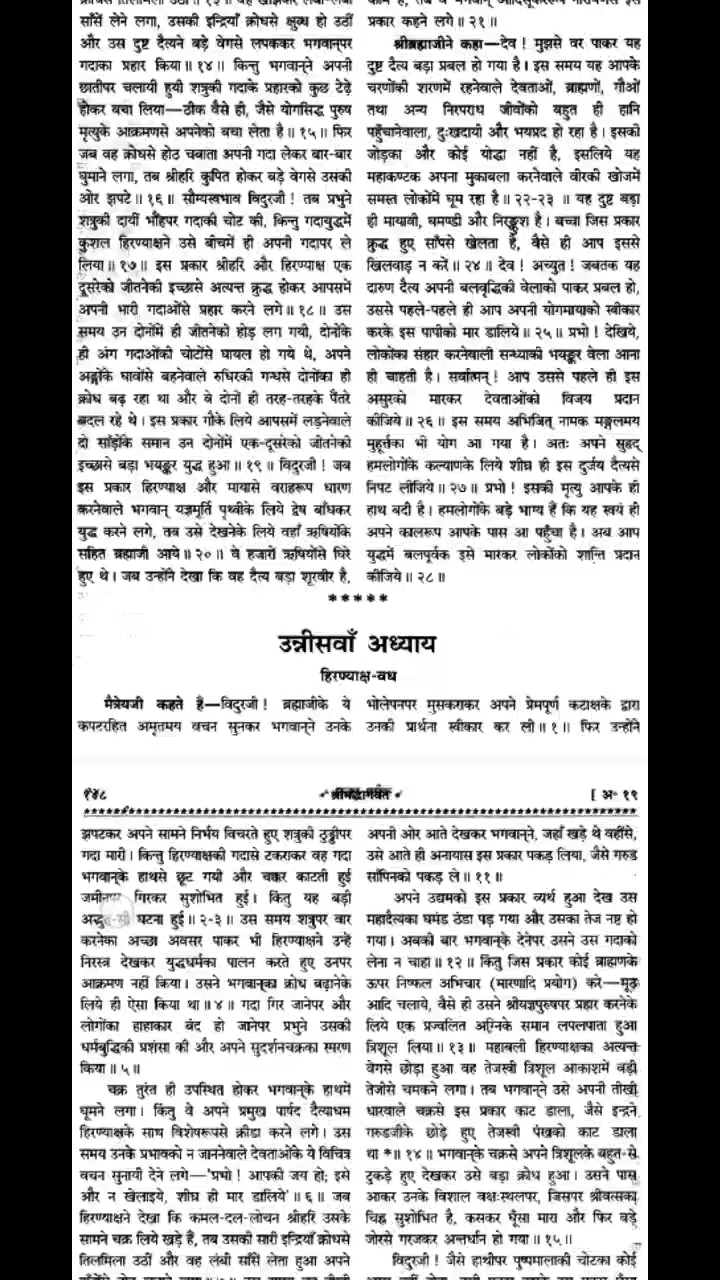 साँसें लेने लगा, उसकी इन्द्रियाँ क्रोधसे क्षुब्ध हो उठीं
और उस दुष्ट दैत्यने बड़े वेगसे लपककर भगवान्पर
गदाका प्रहार किया॥ १४॥ किन्तु भगवान्ने अपनी
छातीपर चलायी हुयी शत्रुकी गदाके प्रहारको कुछ टेढ़े
होकर बचा लिया—ठीक वैसे ही, जैसे योगसिद्ध पुरुष
मृत्युके आक्रमणसे अपनेको बचा लेता है॥ १५॥ फिर
जब वह क्रोधसे होठ चबाता अपनी गदा लेकर बार-बार
घुमाने लगा, तब श्रीहरि कुपित होकर बड़े वेगसे उसकी
ओर झपटे॥ १६॥ सौम्यस्वभाव विदुरजी! तब प्रभुने
शत्रुकी दायीं भौंहपर गदाकी चोट की, किन्तु गदायुद्धमें
कुशल हिरण्याक्षने उसे बीचमें ही अपनी गदापर ले
लिया॥ १७॥ इस प्रकार श्रीहरि और हिरण्याक्ष एक
दूसरेको जीतनेकी इच्छासे अत्यन्त क्रुद्ध होकर आपसमें
अपनी भारी गदाओंसे प्रहार करने लगे॥ १८॥ उस
समय उन दोनोंमें ही जीतनेकी होड़ लग गयी, दोनोंके
ही अंग गदाओंकी चोटोंसे घायल हो गये थे, अपने
अङ्गोंके घावोंसे बहनेवाले रुधिरकी गन्धसे दोनोंका ही
क्रोध बढ़ रहा था और वे दोनों ही तरह-तरहके पैंतरे
बदल रहे थे। इस प्रकार गौके लिये आपसमें लड़नेवाले
दो साँड़ोंके समान उन दोनोंमें एक-दूसरेको जीतनेकी
इच्छासे बड़ा भयङ्कर युद्ध हुआ॥ १९॥ विदुरजी! जब
इस प्रकार हिरण्याक्ष और मायासे वराहरूप धारण
करनेवाले भगवान् यज्ञमूर्ति पृथ्वीके लिये द्वेष बाँधकर
युद्ध करने लगे, तब उसे देखनेके लिये वहाँ ऋषियोंके
सहित ब्रह्माजी आये॥ २०॥ वे हजारों ऋषियोंसे घिरे
हुए थे। जब उन्होंने देखा कि वह दैत्य बड़ा शूरवीर है,
प्रकार कहने लगे॥ २१॥
श्रीब्रह्माजीने कहा—देव! मुझसे वर पाकर यह
दुष्ट दैत्य बड़ा प्रबल हो गया है। इस समय यह आपके
चरणोंकी शरणमें रहनेवाले देवताओं, ब्राह्मणों, गौओं
तथा अन्य निरपराध जीवोंको बहुत ही हानि
पहुँचानेवाला, दुःखदायी और भयप्रद हो रहा है। इसकी
जोड़का और कोई योद्धा नहीं है, इसलिये यह
महाकण्टक अपना मुकाबला करनेवाले वीरकी खोजमें
समस्त लोकोंमें घूम रहा है॥ २२-२३ ॥ यह दुष्ट बड़ा
ही मायावी, घमण्डी और निरङ्कुश है। बच्चा जिस प्रकार
क्रुद्ध हुए साँपसे खेलता है, वैसे ही आप इससे
खिलवाड़ न करें॥ २४॥ देव! अच्युत! जबतक यह
दारुण दैत्य अपनी बलवृद्धिकी वेलाको पाकर प्रबल हो,
उससे पहले-पहले ही आप अपनी योगमायाको स्वीकार
करके इस पापीको मार डालिये॥ २५॥ प्रभो! देखिये,
लोकोंका संहार करनेवाली सन्ध्याकी भयङ्कर वेला आना
ही चाहती है। सर्वात्मन्! आप उससे पहले ही इस
असुरको मारकर देवताओंको विजय प्रदान
कीजिये॥ २६॥ इस समय अभिजित् नामक मङ्गलमय
मुहूर्त्तका भी योग आ गया है। अतः अपने सुहृद्
हमलोगोंके कल्याणके लिये शीघ्र ही इस दुर्जय दैत्यसे
निपट लीजिये॥ २७॥ प्रभो! इसकी मृत्यु आपके ही
हाथ बदी है। हमलोगोंके बड़े भाग्य हैं कि यह स्वयं ही
अपने कालरूप आपके पास आ पहुँचा है। अब आप
युद्धमें बलपूर्वक इसे मारकर लोकोंको शान्ति प्रदान
कीजिये॥ २८॥
*****
उन्नीसवाँ अध्याय
हिरण्याक्ष-वध
मैत्रेयजी कहते हैं—विदुरजी! ब्रह्माजीके ये
कपटरहित अमृतमय वचन सुनकर भगवान्ने उनके
भोलेपनपर मुसकराकर अपने प्रेमपूर्ण कटाक्षके द्वारा
उनकी प्रार्थना स्वीकार कर ली॥ १॥ फिर उन्होंने
१४८ श्रीमद्भागवत [ अ० १९
झपटकर अपने सामने निर्भय विचरते हुए शत्रुकी ठुड्डीपर
गदा मारी। किन्तु हिरण्याक्षकी गदासे टकराकर वह गदा
भगवान्के हाथसे छूट गयी और चक्कर काटती हुई
जमीनपर गिरकर सुशोभित हुई। किंतु यह बड़ी
अद्भुत-सी घटना हुई॥ २-३॥ उस समय शत्रुपर वार
करनेका अच्छा अवसर पाकर भी हिरण्याक्षने उन्हें
निरस्त्र देखकर युद्धधर्मका पालन करते हुए उनपर
आक्रमण नहीं किया। उसने भगवान्का क्रोध बढ़ानेके
लिये ही ऐसा किया था॥ ४॥ गदा गिर जानेपर और
लोगोंका हाहाकार बंद हो जानेपर प्रभुने उसकी
धर्मबुद्धिकी प्रशंसा की और अपने सुदर्शनचक्रका स्मरण
किया॥ ५॥
चक्र तुरंत ही उपस्थित होकर भगवान्के हाथमें
घूमने लगा। किंतु वे अपने प्रमुख पार्षद दैत्याधम
हिरण्याक्षके साथ विशेषरूपसे क्रीडा करने लगे। उस
समय उनके प्रभावको न जाननेवाले देवताओंके ये विचित्र
वचन सुनायी देने लगे—'प्रभो! आपकी जय हो; इसे
और न खेलाइये, शीघ्र ही मार डालिये'॥ ६॥ जब
हिरण्याक्षने देखा कि कमल-दल-लोचन श्रीहरि उसके
सामने चक्र लिये खड़े हैं, तब उसकी सारी इन्द्रियाँ क्रोधसे
तिलमिला उठीं और वह लंबी साँसें लेता हुआ अपने
अपनी ओर आते देखकर भगवान्ने, जहाँ खड़े थे वहींसे,
उसे आते ही अनायास इस प्रकार पकड़ लिया, जैसे गरुड
साँपिनको पकड़ ले॥ ११॥
अपने उद्यमको इस प्रकार व्यर्थ हुआ देख उस
महादैत्यका घमंड ठंडा पड़ गया और उसका तेज नष्ट हो
गया। अबकी बार भगवान्के देनेपर उसने उस गदाको
लेना न चाहा॥ १२॥ किंतु जिस प्रकार कोई ब्राह्मणके
ऊपर निष्फल अभिचार (मारणादि प्रयोग) करे—मूठ
आदि चलाये, वैसे ही उसने श्रीयज्ञपुरुषपर प्रहार करनेके
लिये एक प्रज्वलित अग्निके समान लपलपाता हुआ
त्रिशूल लिया॥ १३॥ महाबली हिरण्याक्षका अत्यन्त
वेगसे छोड़ा हुआ वह तेजस्वी त्रिशूल आकाशमें बड़ी
तेजीसे चमकने लगा। तब भगवान्ने उसे अपनी तीखी
धारवाले चक्रसे इस प्रकार काट डाला, जैसे इन्द्रने
गरुडजीके छोड़े हुए तेजस्वी पंखको काट डाला
था *॥ १४॥ भगवान्के चक्रसे अपने त्रिशूलके बहुत-से
टुकड़े हुए देखकर उसे बड़ा क्रोध हुआ। उसने पास
आकर उनके विशाल वक्षःस्थलपर, जिसपर श्रीवत्सका
चिह्न सुशोभित है, कसकर घूँसा मारा और फिर बड़े
जोरसे गरजकर अन्तर्धान हो गया॥ १५॥
विदुरजी! जैसे हाथीपर पुष्पमालाकी चोटका कोई